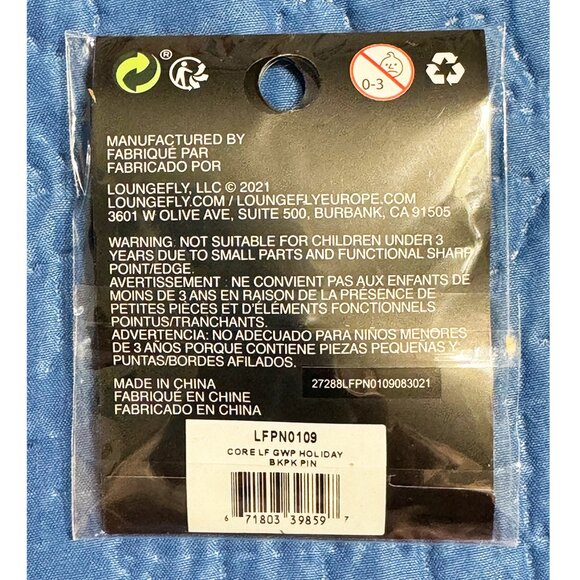 ®
0-3
MANUFACTURED BY
FABRIQUÉ PAR
FABRICADO POR
LOUNGEFLY, LLC © 2021
LOUNGEFLY.COM / LOUNGEFLYEUROPE.COM
3601 W OLIVE AVE, SUITE 500, BURBANK, CA 91505
WARNING: NOT SUITABLE FOR CHILDREN UNDER 3
YEARS DUE TO SMALL PARTS AND FUNCTIONAL SHARP
POINT/EDGE.
AVERTISSEMENT : NE CONVIENT PAS AUX ENFANTS DE
MOINS DE 3 ANS EN RAISON DE LA PRÉSENCE DE
PETITES PIÈCES ET D'ÉLÉMENTS FONCTIONNELS
POINTUS/TRANCHANTS.
ADVERTENCIA: NO ADECUADO PARA NIÑOS MENORES
DE 3 AÑOS PORQUE CONTIENE PIEZAS PEQUEÑAS Y
PUNTAS/BORDES AFILADOS.
MADE IN CHINA
FABRIQUÉ EN CHINE
FABRICADO EN CHINA
27288LFPN0109083021
LFPN0109
CORE LF GWP HOLIDAY
BKPK PIN
6 71803 39859 7